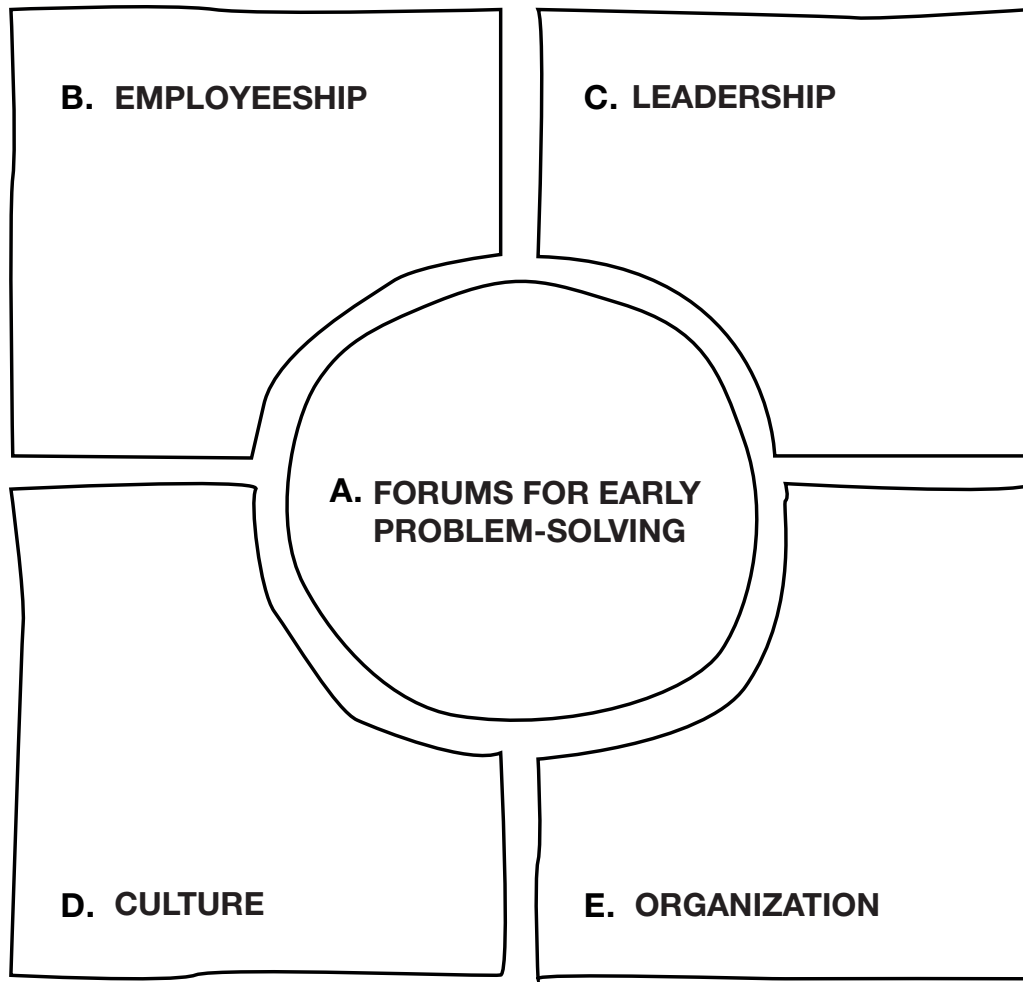 B. EMPLOYEESHIP
C. LEADERSHIP
A. FORUMS FOR EARLY
PROBLEM-SOLVING
D. CULTURE
E. ORGANIZATION